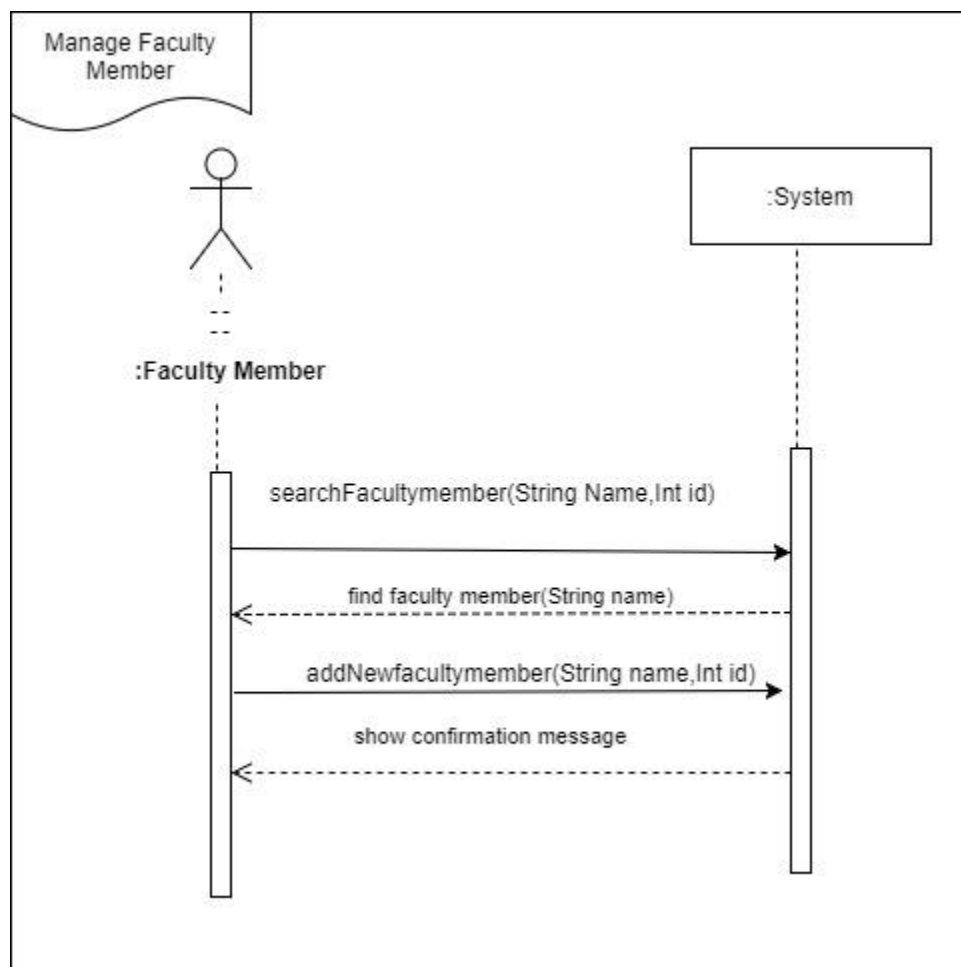 Manage Faculty
Member
:System
:Faculty Member
searchFacultymember(String Name,Int id)
find faculty member(String name)
addNewfacultymember(String name,Int id)
show confirmation message